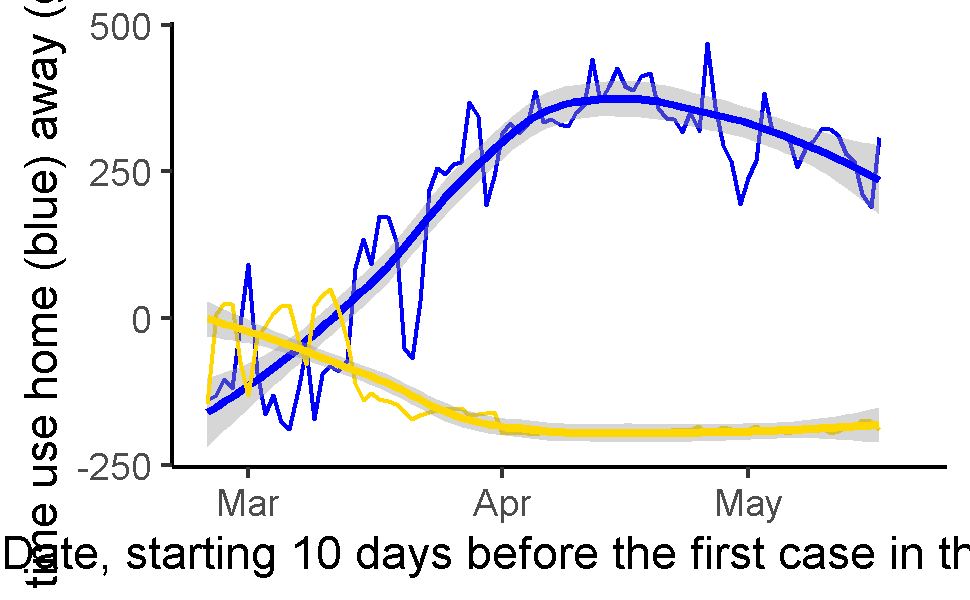 500
250
0
-250
time use home (blue) away (
Mar Apr May
Date, starting 10 days before the first case in th